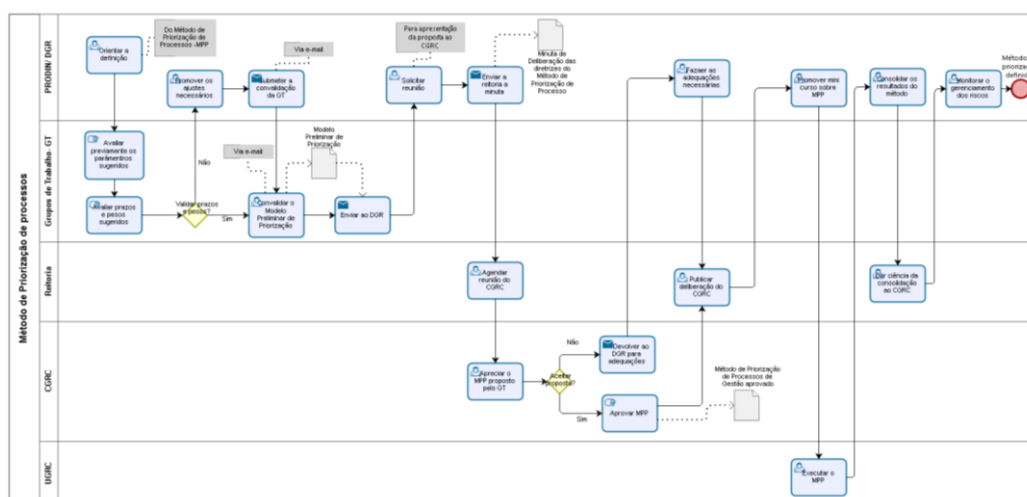 Método de Priorização de processos
PRODIN/ DGR
Orientar a
definição
Do Método de
Priorização de
Processos -MPP
Promover os
ajustes
necessários
Submeter a
convalidação
da GT
Via e-mail
Para apresentação
da proposta ao
CGRC
Solicitar
reunião
Enviar a
reitoria a
minuta
Minuta de
Deliberação das
diretrizes do
Método de
Priorização de
Processo
Fazaer as
adequações
necessárias
Promover mini
curso sobre
MPP
Consolidar os
resultados do
método
Monitorar o
gerenciamento
dos riscos
Método
prioriza
defini
Grupos de Trabalho- GT
Avaliar
previamente os
parâmentros
sugeridos
Avaliar prazos
e pesos
sugeridos
Validar prazos
e pesos?
Não
Sim
Via e-mail
Modelo
Preliminar de
Priorização
Convalidar o
Modelo
Preliminar de
Priorização
Enviar ao DGR
Reitoria
Agendar
reunião do
CGRC
Publicar
deliberação do
CGRC
Dar ciência da
consolidação
ao CGRC
CGRC
Apreciar o
MPP proposto
pelo GT
Aceitar
proposta?
Não
Sim
Devolver ao
DGR para
adequações
Aprovar MPP
Método de Priorização
de Processos de
Gestão aprovado
UGRC
Executar o
MPP